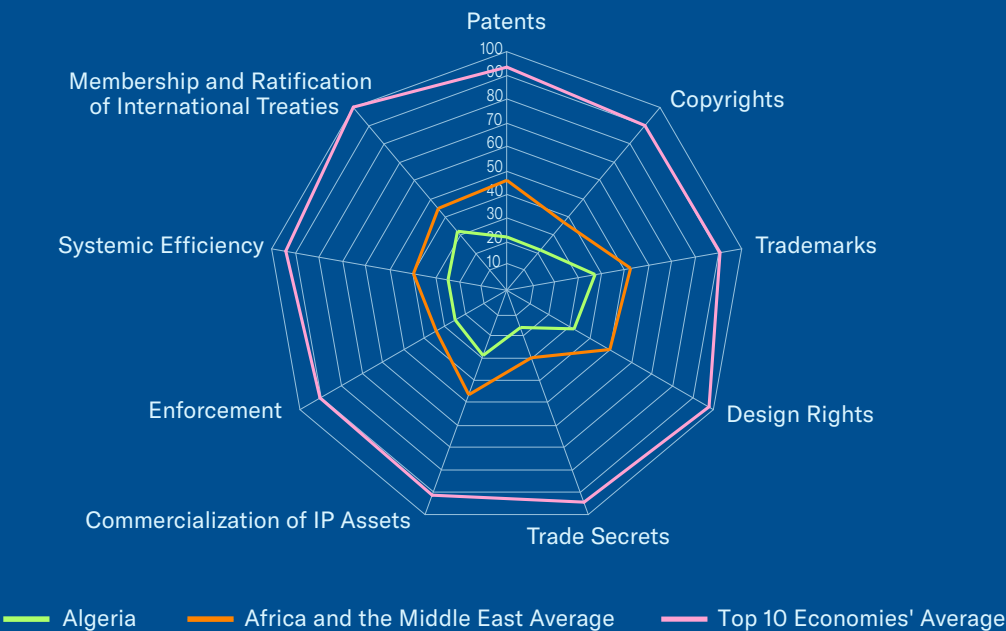 Patents
100
90
80
70
60
50
40
30
20
10
Membership and Ratification
of International Treaties
Copyrights
Systemic Efficiency
Trademarks
Enforcement
Design Rights
Commercialization of IP Assets
Trade Secrets
Algeria
Africa and the Middle East Average
Top 10 Economies' Average